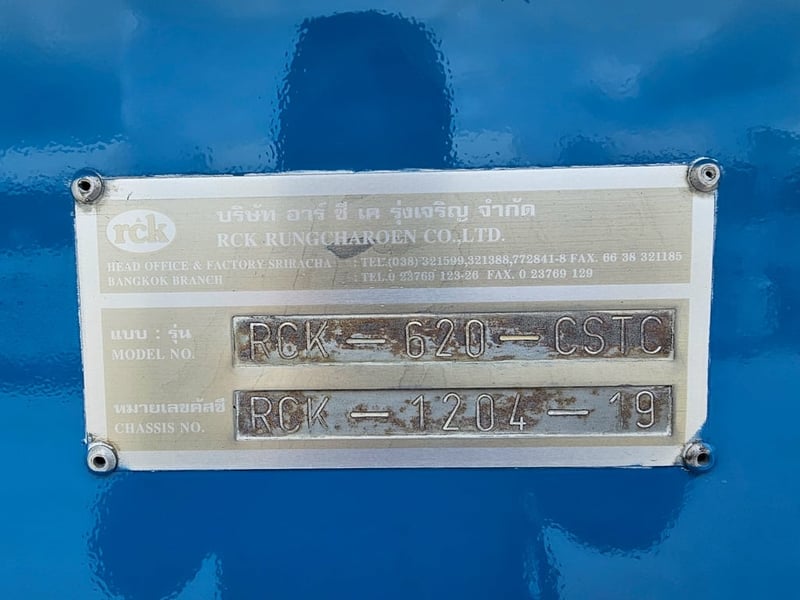 rck
บริษัท อาร์ ซี เค รุ่งเจริญ จำกัด
RCK RUNGCHAROEN CO.,LTD.
HEAD OFFICE & FACTORY SRIRACHA : TEL.(038) 321599,321388,772841-8 FAX. 66 38 321185
BANGKOK BRANCH : TEL.0 23769 123-26 FAX. 0 23769 129
แบบ : รุ่น
MODEL NO. RCK-620-CSTC
หมายเลขคัสซี
CHASSIS NO. RCK-1204-19